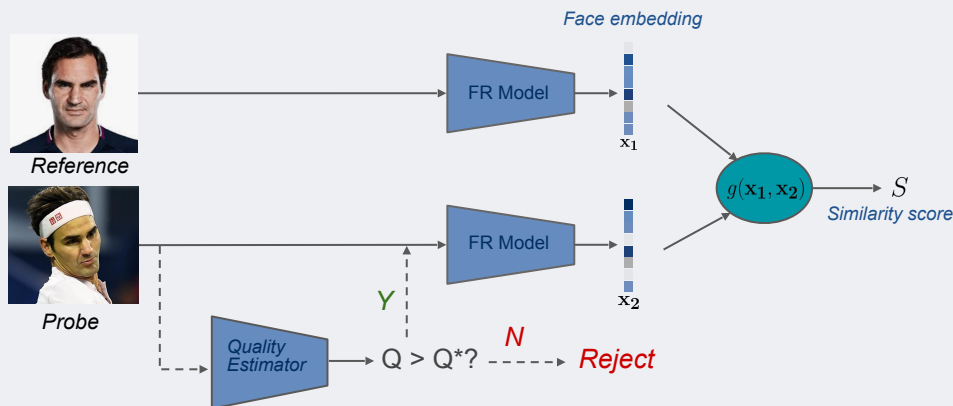 Face embedding
FR Model
x₁
Reference
g(x₁, x₂)
S
Similarity score
FR Model
x₂
Probe
Y
Quality
Estimator
Q > Q*?
N
Reject